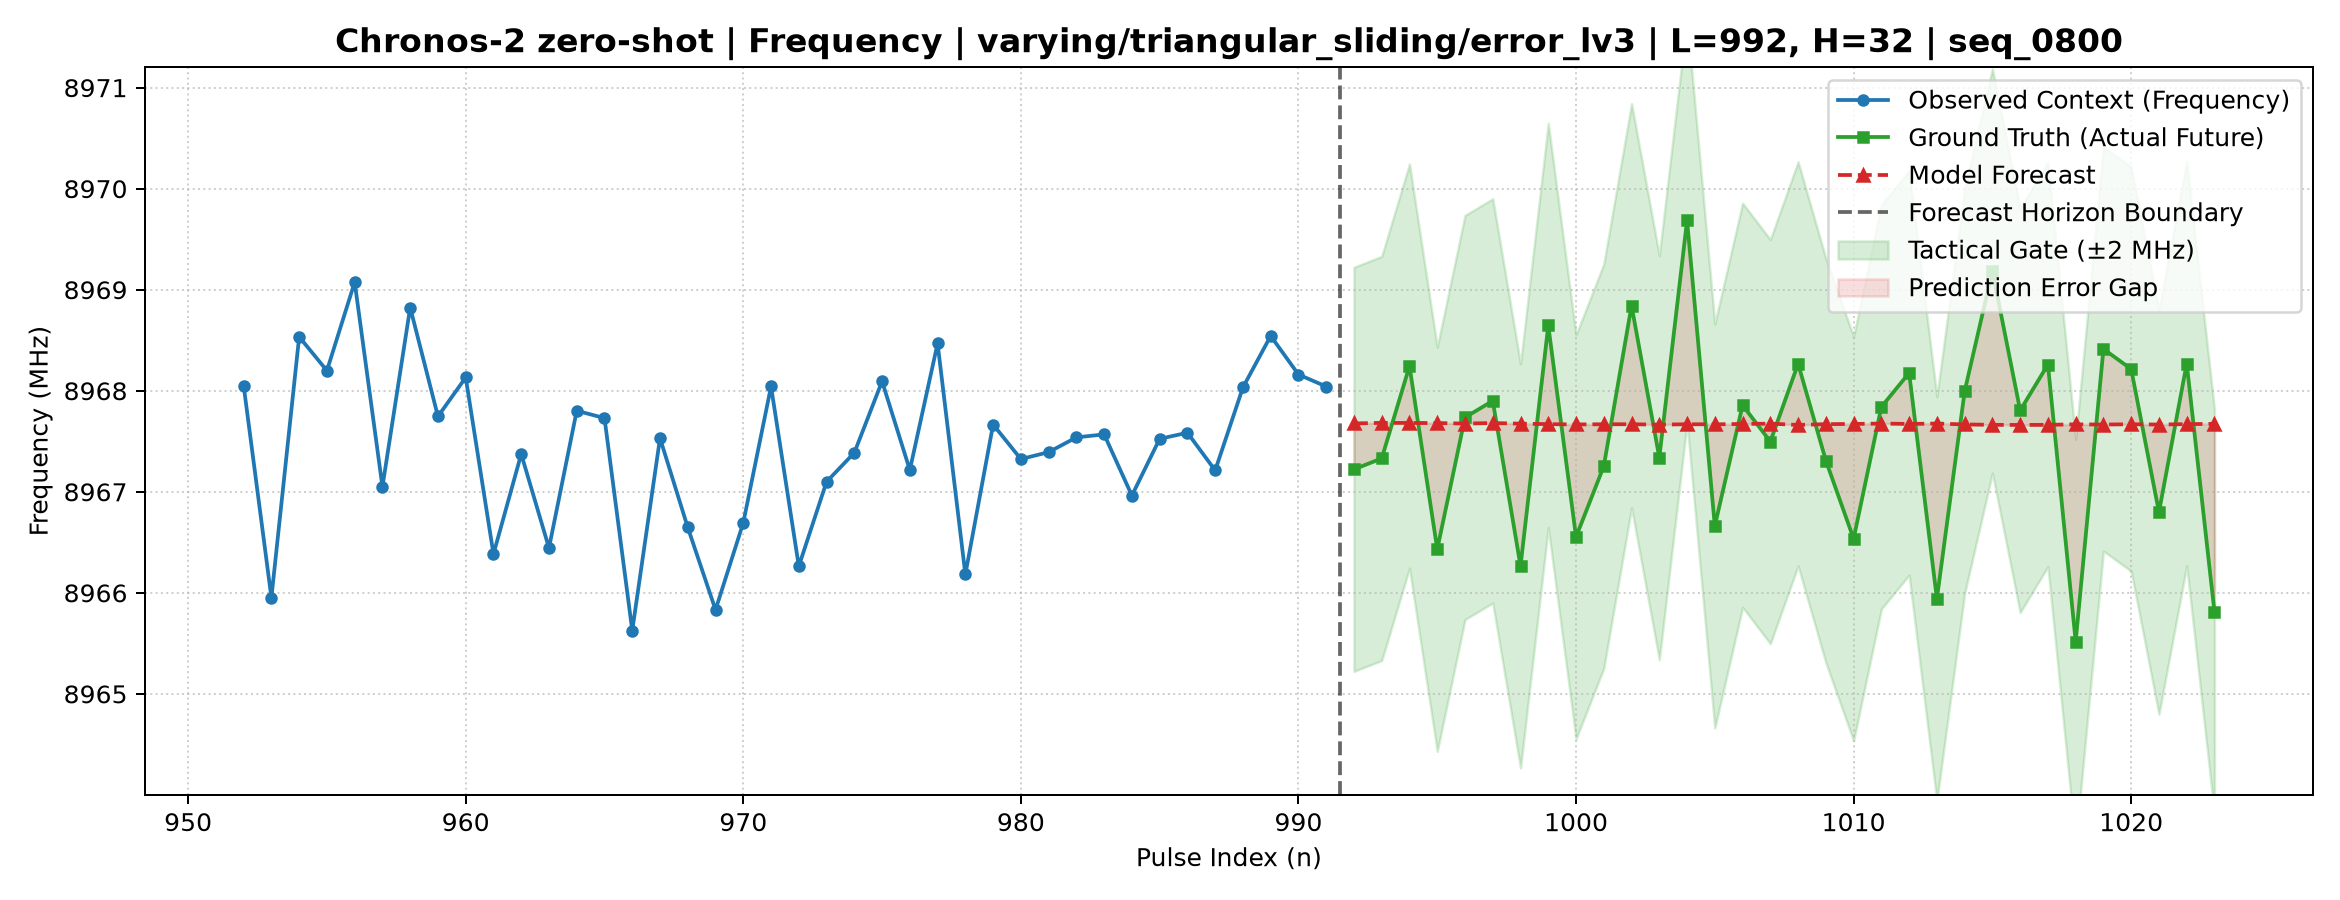 Chronos-2 zero-shot | Frequency | varying/triangular_sliding/error_lv3 | L=992, H=32 | seq_0800
Frequency (MHz)
8971
8970
8969
8968
8967
8966
8965
Observed Context (Frequency)
Ground Truth (Actual Future)
Model Forecast
Forecast Horizon Boundary
Tactical Gate (±2 MHz)
Prediction Error Gap
950 960 970 980 990 1000 1010 1020
Pulse Index (n)